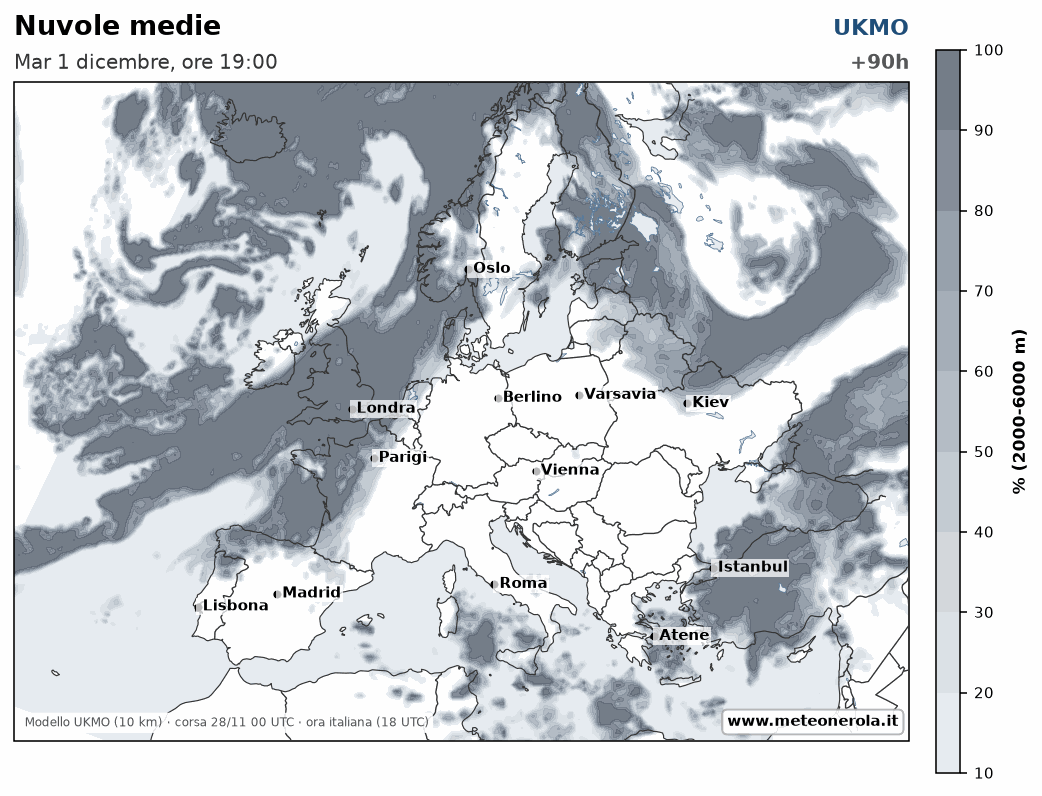 Nuvole medie
UKMO
Mar 1 dicembre, ore 19:00
+90h
100
90
80
70
60
50
40
30
20
10
% (2000-6000 m)
Oslo
Londra
Berlino
Varsavia
Kiev
Parigi
Vienna
Istanbul
Roma
Madrid
Lisbona
Atene
Modello UKMO (10 km) · corsa 28/11 00 UTC · ora italiana (18 UTC)
www.meteonerola.it